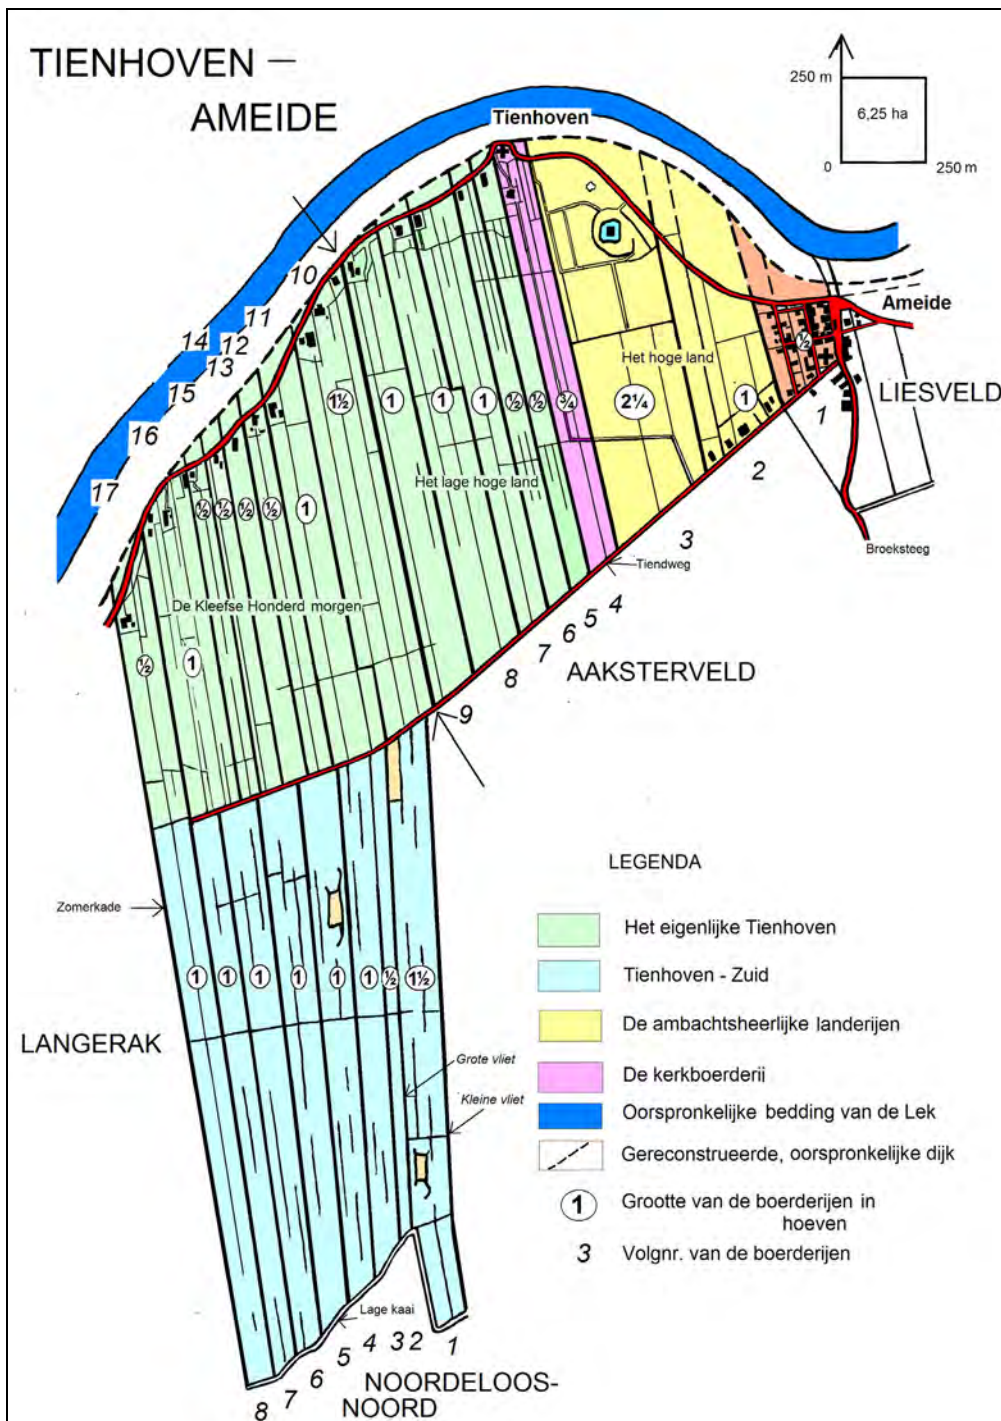 TIENHOVEN –
AMEIDE
250 m
6,25 ha
0
250 m
Tienhoven
10
11
14
12
13
15
16
17
Ameide
½
Het hoge land
LIESVELD
1½
1
1
1
½
½
¾
2¼
1
1
2
Het lage hoge land
½
½
½
½
1
3
Broeksteeg
Tiendweg
De Kleefse Honderd morgen
4
5
6
7
8
9
½
1
AAKSTERVELD
LEGENDA
Zomerkade
Het eigenlijke Tienhoven
Tienhoven - Zuid
1
1
1
1
1
1
½
1½
De ambachtsheerlijke landerijen
LANGERAK
Grote vliet
De kerkboerderij
Kleine vliet
Oorspronkelijke bedding van de Lek
Gereconstrueerde, oorspronkelijke dijk
1
Grootte van de boerderijen in
hoeven
3
Volgnr. van de boerderijen
Lage kaai
1
2
3
4
5
6
7
8
NOORDELOOS-
NOORD